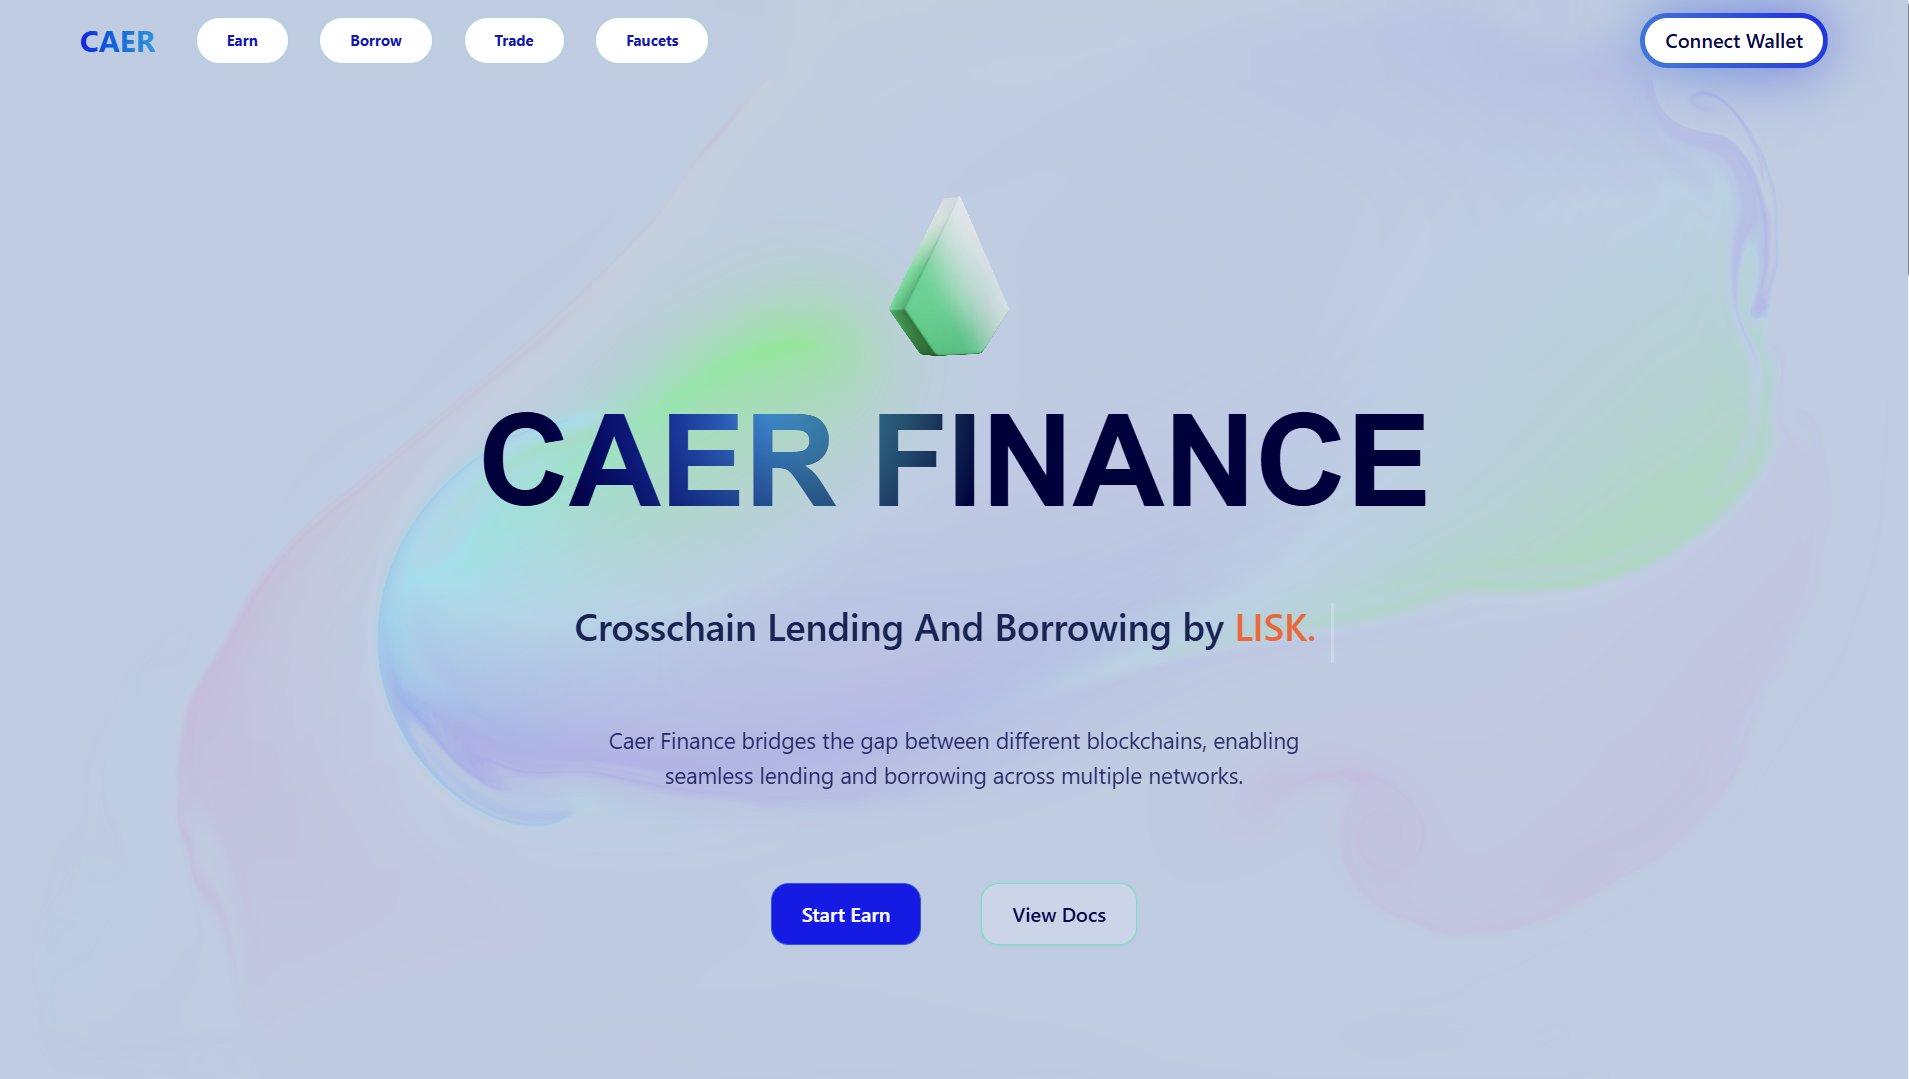 CAER
Earn
Borrow
Trade
Faucets
Connect Wallet
CAER FINANCE
Crosschain Lending And Borrowing by LISK.
Caer Finance bridges the gap between different blockchains, enabling
seamless lending and borrowing across multiple networks.
Start Earn
View Docs